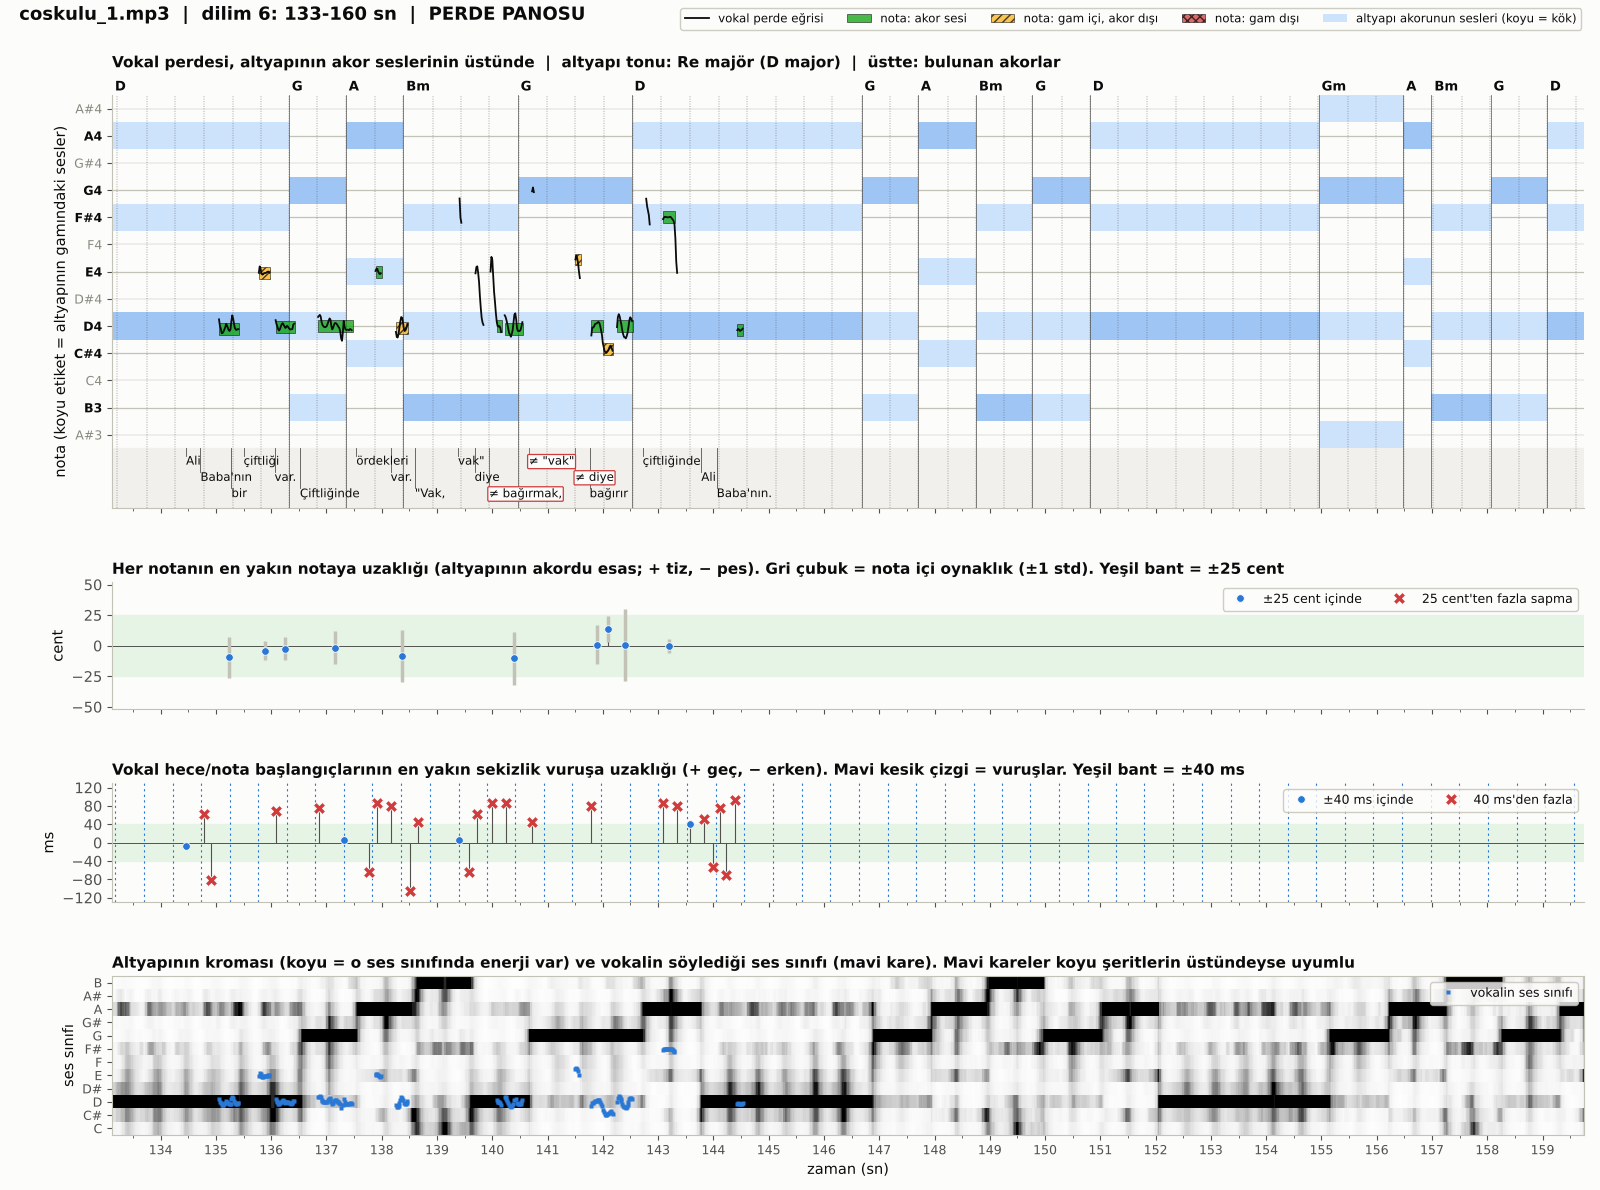 coskulu_1.mp3 | dilim 6: 133-160 sn | PERDE PANOSU
vokal perde eğrisi
nota: akor sesi
nota: gam içi, akor dışı
nota: gam dışı
altyapı akorunun sesleri (koyu = kök)
Vokal perdesi, altyapının akor seslerinin üstünde | altyapı tonu: Re majör (D major) | üstte: bulunan akorlar
D G A Bm G D G A Bm G D Gm A Bm G D
nota (koyu etiket = altyapının gamındaki sesler)
A#4
A4
G#4
G4
F#4
F4
E4
D#4
D4
C#4
C4
B3
A#3
Ali çiftliği ördekleri vak" ≠ "vak" çiftliğinde
Baba'nın var. var. diye ≠ diye Ali
bir Çiftliğinde "Vak, ≠ bağırmak, bağırır Baba'nın.
Her notanın en yakın notaya uzaklığı (altyapının akordu esas; + tiz, − pes). Gri çubuk = nota içi oynaklık (±1 std). Yeşil bant = ±25 cent
cent
50
25
0
−25
−50
±25 cent içinde
25 cent'ten fazla sapma
Vokal hece/nota başlangıçlarının en yakın sekizlik vuruşa uzaklığı (+ geç, − erken). Mavi kesik çizgi = vuruşlar. Yeşil bant = ±40 ms
ms
120
80
40
0
−40
−80
−120
±40 ms içinde
40 ms'den fazla
Altyapının kroması (koyu = o ses sınıfında enerji var) ve vokalin söylediği ses sınıfı (mavi kare). Mavi kareler koyu şeritlerin üstündeyse uyumlu
ses sınıfı
B
A#
A
G#
G
F#
F
E
D#
D
C#
C
vokalin ses sınıfı
134 135 136 137 138 139 140 141 142 143 144 145 146 147 148 149 150 151 152 153 154 155 156 157 158 159
zaman (sn)